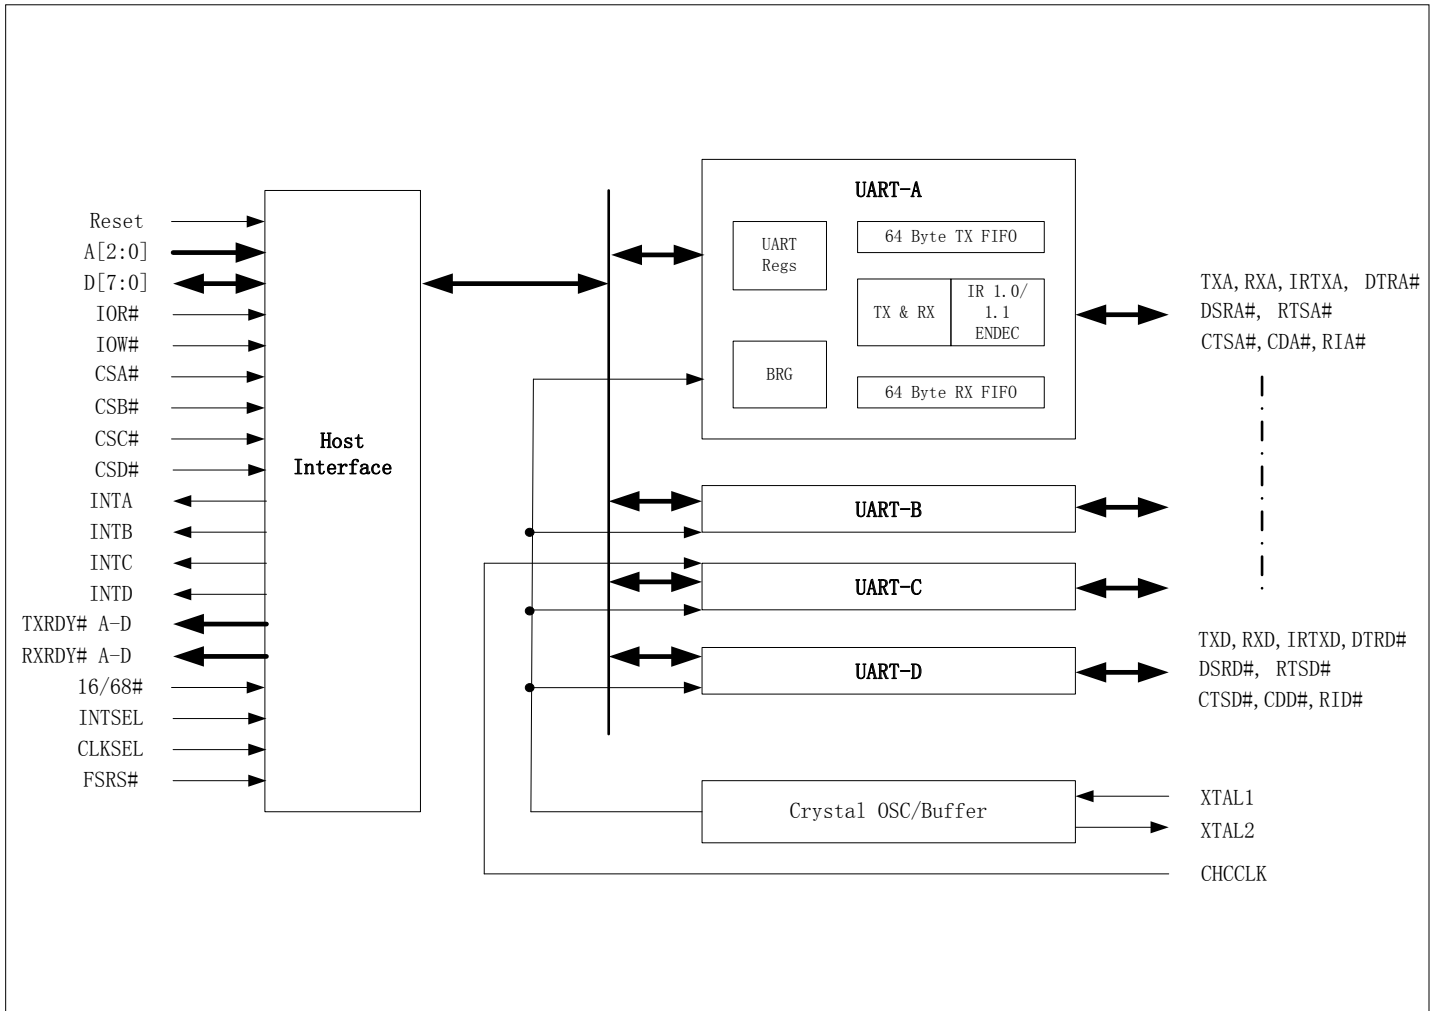 Reset
A[2:0]
D[7:0]
IOR#
IOW#
CSA#
CSB#
CSC#
CSD#
INTA
INTB
INTC
INTD
TXRDY# A-D
RXRDY# A-D
16/68#
INTSEL
CLKSEL
FSRS#
Host
Interface
UART-A
UART
Regs
64 Byte TX FIFO
TX & RX
IR 1.0/
1.1
ENDEC
BRG
64 Byte RX FIFO
UART-B
UART-C
UART-D
Crystal OSC/Buffer
TXA, RXA, IRTXA, DTRA#
DSRA#, RTSA#
CTSA#, CDA#, RIA#
TXD, RXD, IRTXD, DTRD#
DSRD#, RTSD#
CTSD#, CDD#, RID#
XTAL1
XTAL2
CHCCLK